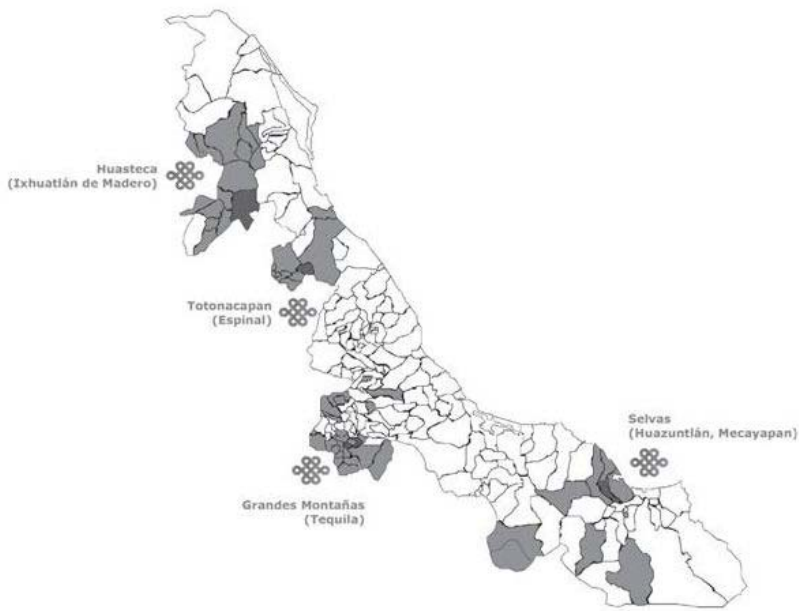 Huasteca
(Ixhuatlán de Madero)
Totonacapan
(Espinal)
Selvas
(Huazuntlán, Mecayapan)
Grandes Montañas
(Tequila)